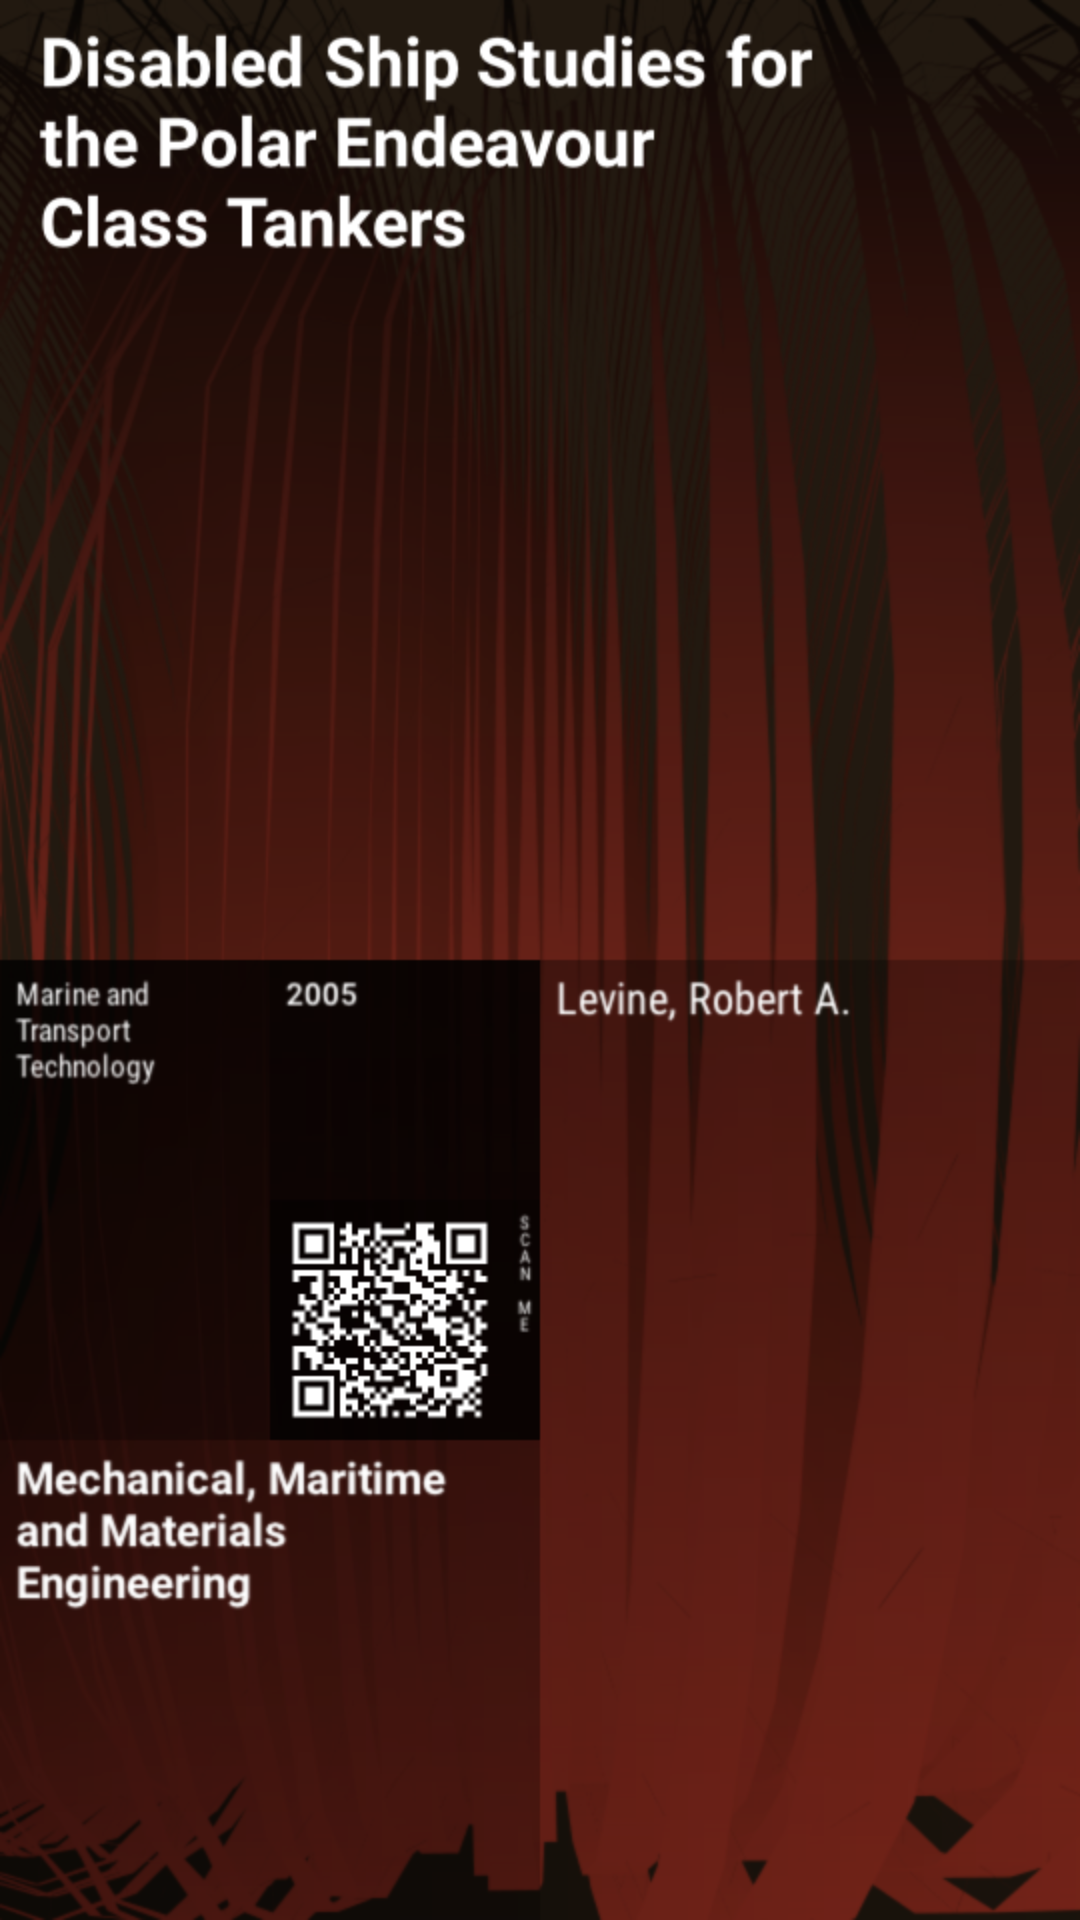 Disabled Ship Studies for
the Polar Endeavour
Class Tankers
Marine and
Transport
Technology
2005
Levine, Robert A.
SCAN ME
Mechanical, Maritime
and Materials
Engineering